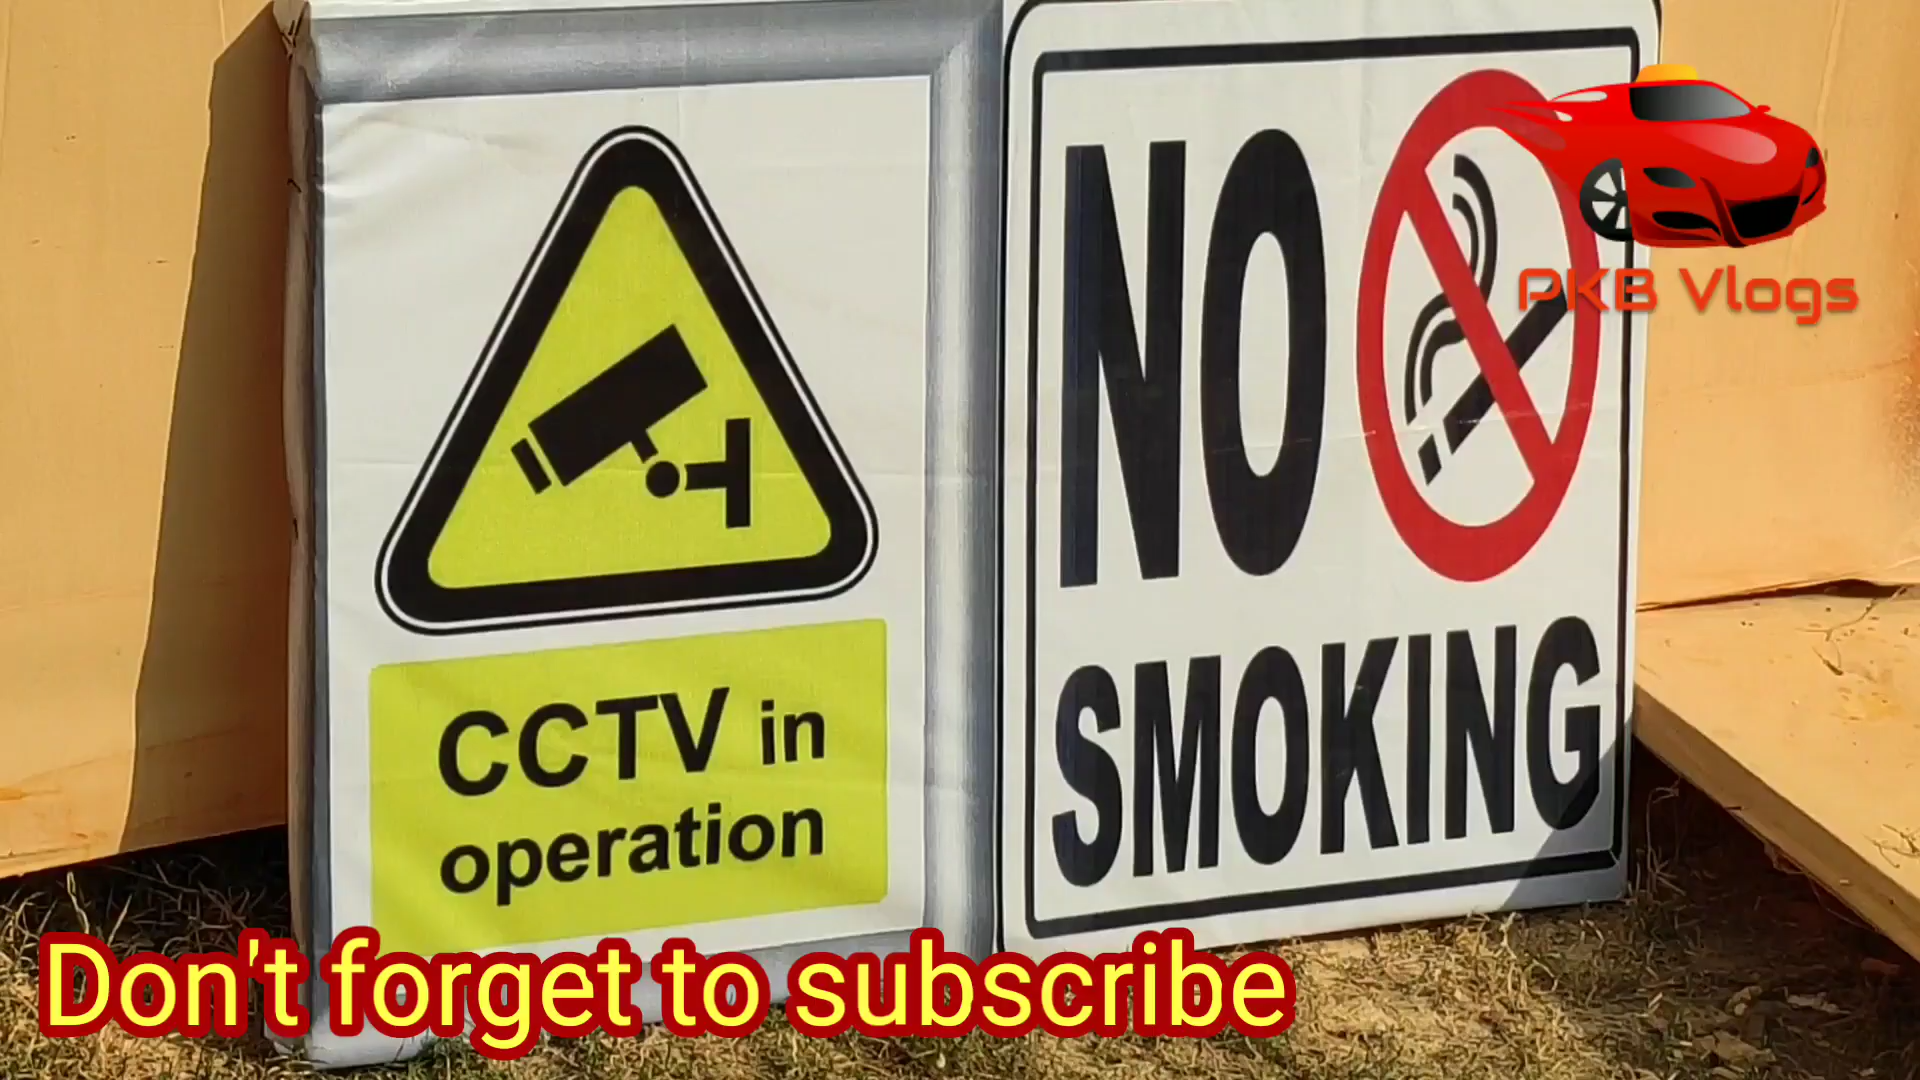 CCTV in
operation
NO
SMOKING
PKB Vlogs
Don't forget to subscribe